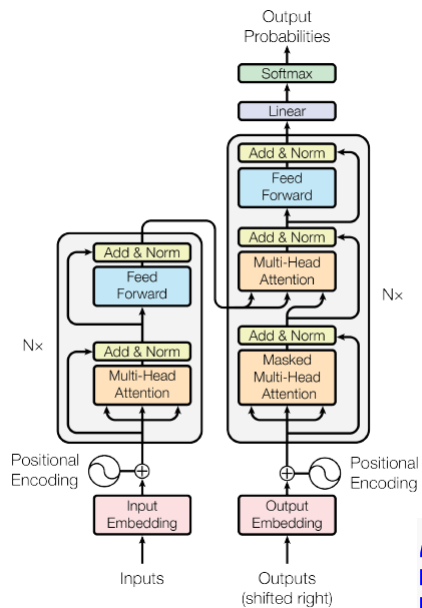 Output
Probabilities
Softmax
Linear
Add & Norm
Feed
Forward
Add & Norm
Multi-Head
Attention
Add & Norm
Masked
Multi-Head
Attention
Nx
Add & Norm
Feed
Forward
Add & Norm
Multi-Head
Attention
Nx
Positional
Encoding
Positional
Encoding
Input
Embedding
Output
Embedding
Inputs
Outputs
(shifted right)